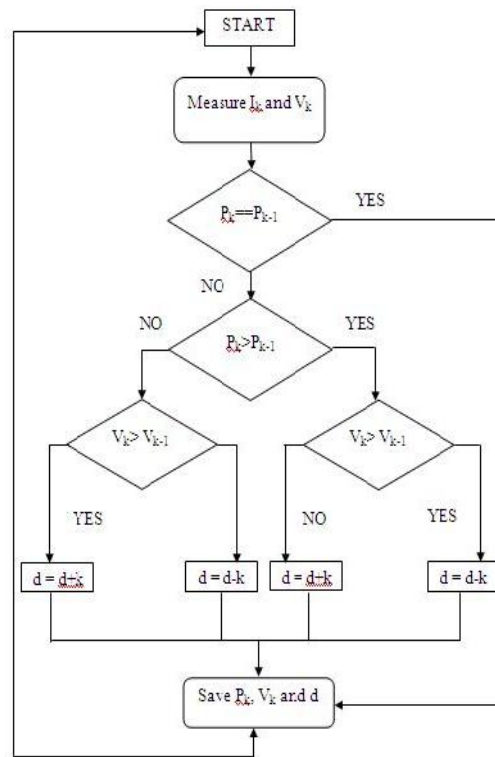 START
Measure Iₖ and Vₖ
YES
Pₖ==Pₖ₋₁
NO
NO
YES
Pₖ>Pₖ₋₁
Vₖ> Vₖ₋₁
Vₖ> Vₖ₋₁
YES
NO
YES
d = d+k
d = d-k
d = d+k
d = d-k
Save Pₖ, Vₖ and d